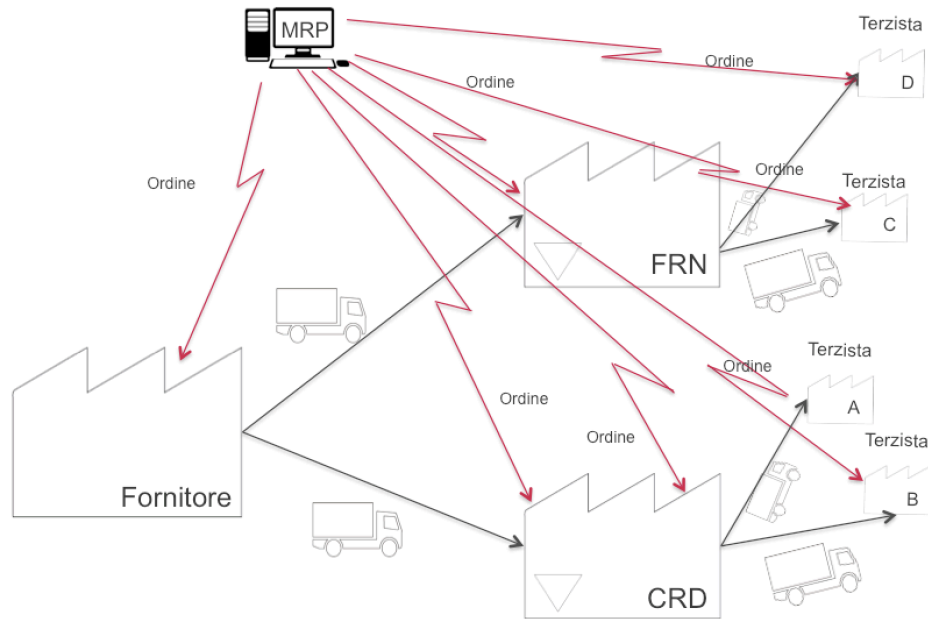 MRP
Terzista
D
Ordine
Ordine
Ordine
Ordine
Terzista
C
FRN
Terzista
Ordine
A
Ordine
Ordine
Terzista
B
Fornitore
CRD